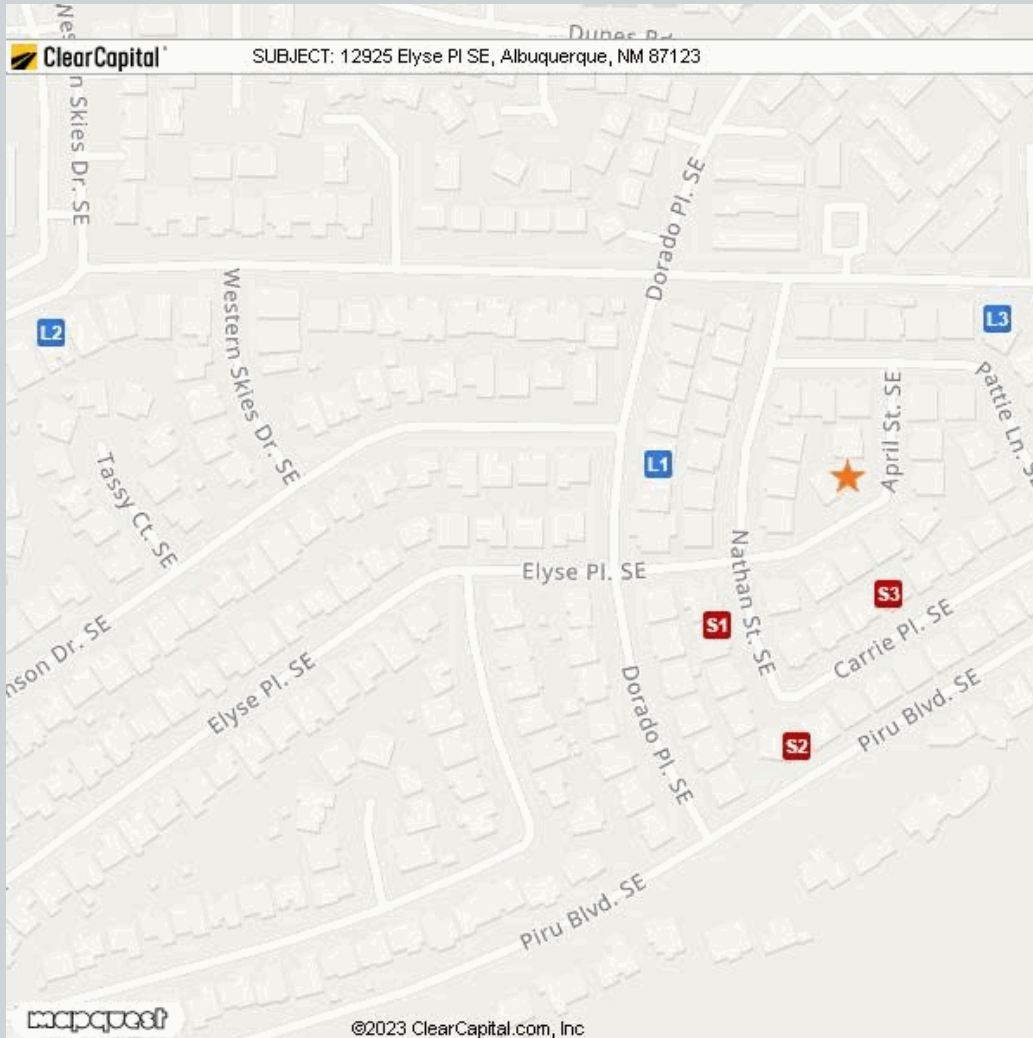 Dunes Rd.
ClearCapital
SUBJECT: 12925 Elyse Pl SE, Albuquerque, NM 87123
n Skies Dr. SE
Dorado Pl. SE
Western Skies Dr. SE
L2
L3
Pattie Ln. S
April St. SE
L1
Tassy Ct. SE
Nathan St. SE
Elyse Pl. SE
S3
S1
Carrie Pl. SE
nson Dr. SE
Elyse Pl. SE
Dorado Pl. SE
S2
Piru Blvd. SE
Piru Blvd. SE
mapquest
©2023 ClearCapital.com, Inc